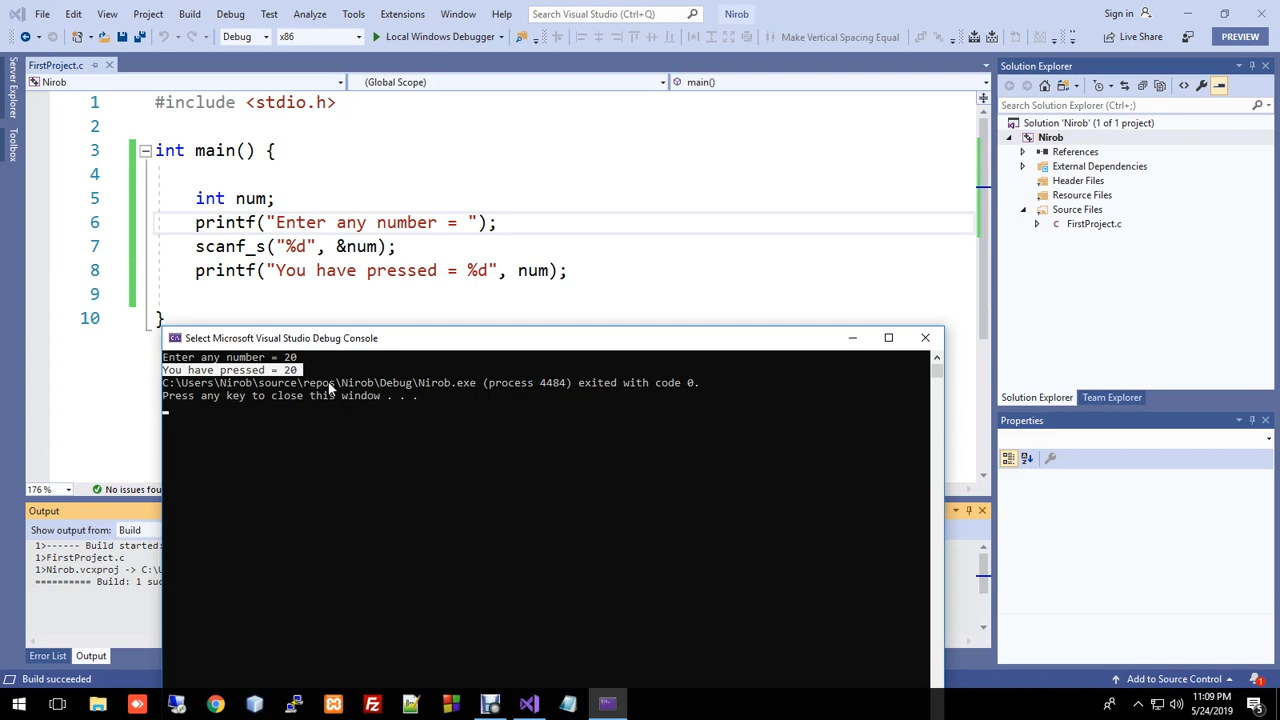 File Edit View Project Build Debug Test Analyze Tools Extensions Window Help Search Visual Studio (Ctrl+Q) Nirob Sign in
Debug x86 Local Windows Debugger Make Vertical Spacing Equal Live Share PREVIEW
Server Explorer
Toolbox
FirstProject.c
Nirob (Global Scope) main()
1 #include <stdio.h>
2
3 int main() {
4
5 int num;
6 printf("Enter any number = ");
7 scanf_s("%d", &num);
8 printf("You have pressed = %d", num);
9
10 }
176 % No issues fou
Select Microsoft Visual Studio Debug Console
Enter any number = 20
You have pressed = 20
C:\Users\Nirob\source\repos\Nirob\Debug\Nirob.exe (process 4484) exited with code 0.
Press any key to close this window . . .
Output
Show output from: Build
1>------ Build started:
1>FirstProject.c
1>Nirob.vcxproj -> C:\U
========== Build: 1 suc
Error List Output
Solution Explorer
Search Solution Explorer (Ctrl+;)
Solution 'Nirob' (1 of 1 project)
Nirob
References
External Dependencies
Header Files
Resource Files
Source Files
FirstProject.c
Solution Explorer Team Explorer
Properties
Build succeeded Add to Source Control 1
11:09 PM
5/24/2019